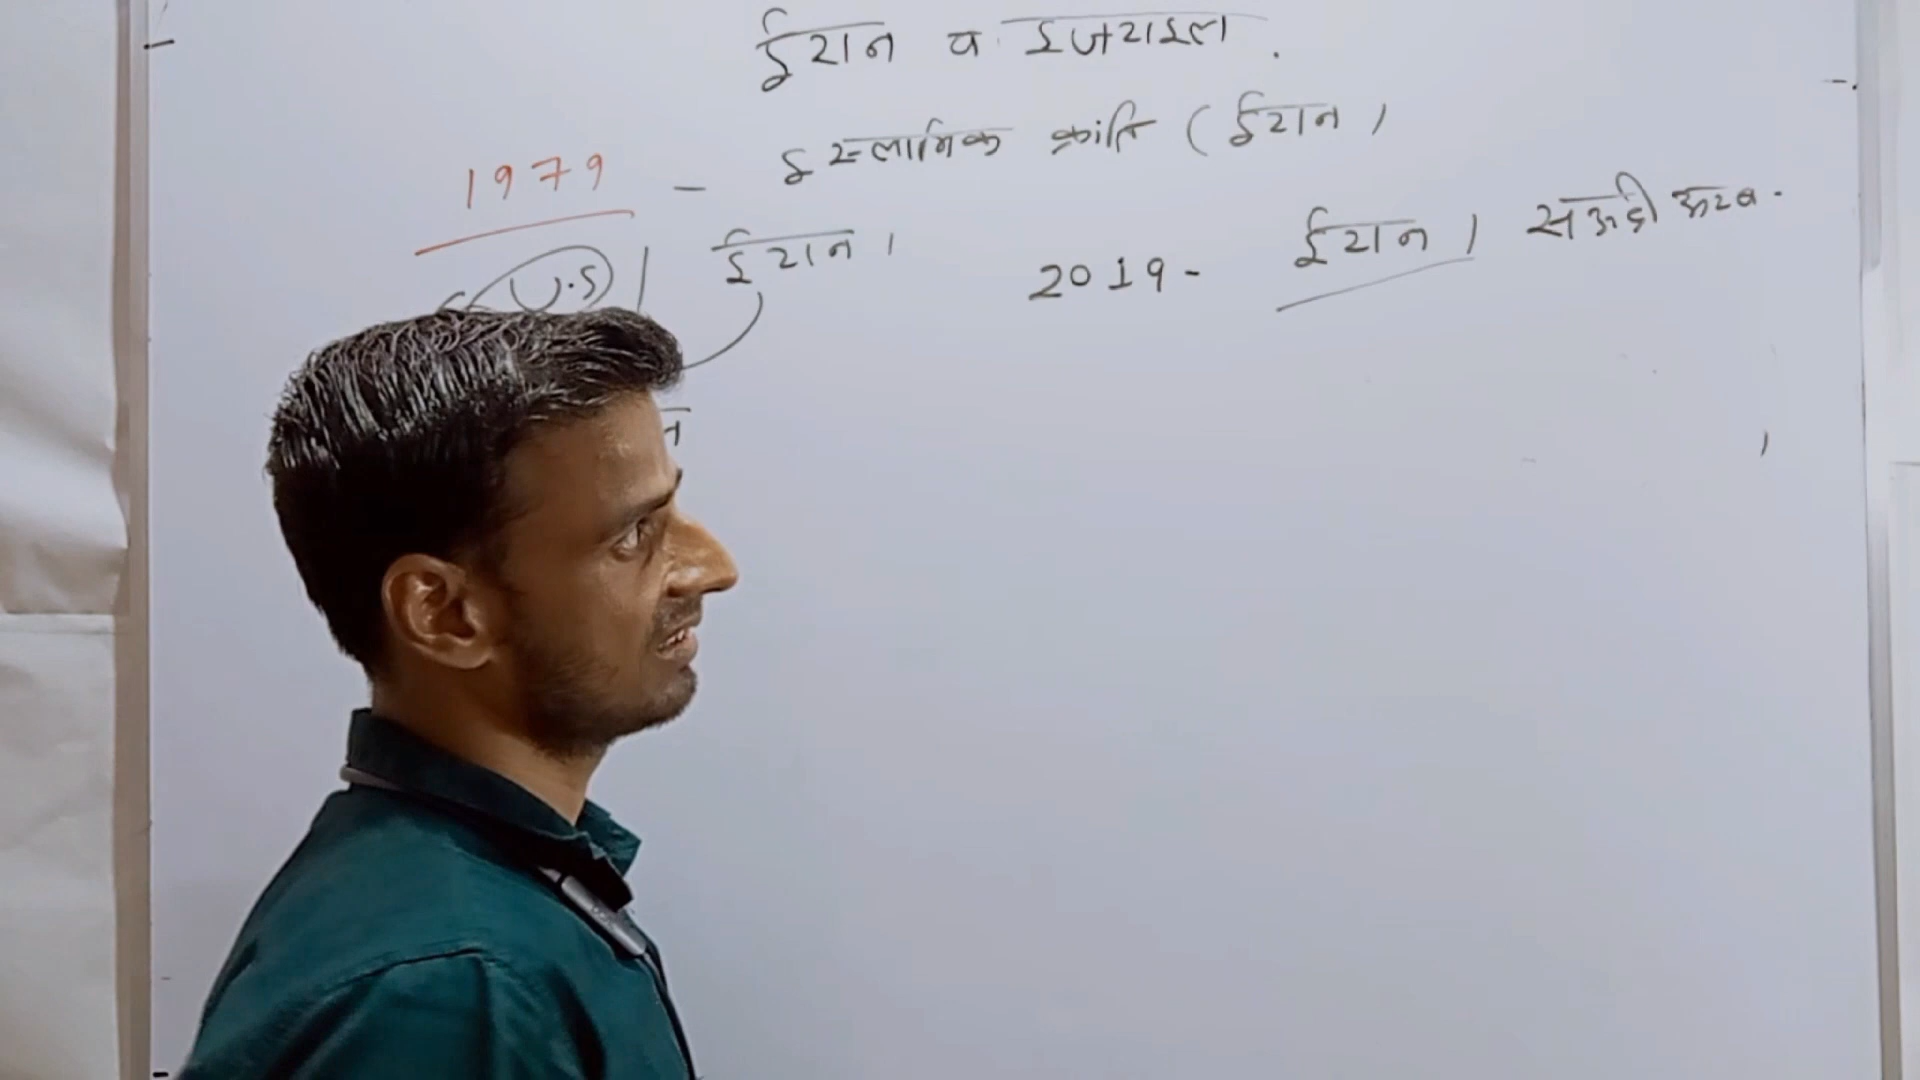 ईरान व इजराइल .
1979 - इस्लामिक क्रांति ( ईरान )
U.S / ईरान ।
2019 - ईरान । सऊदी अरब .